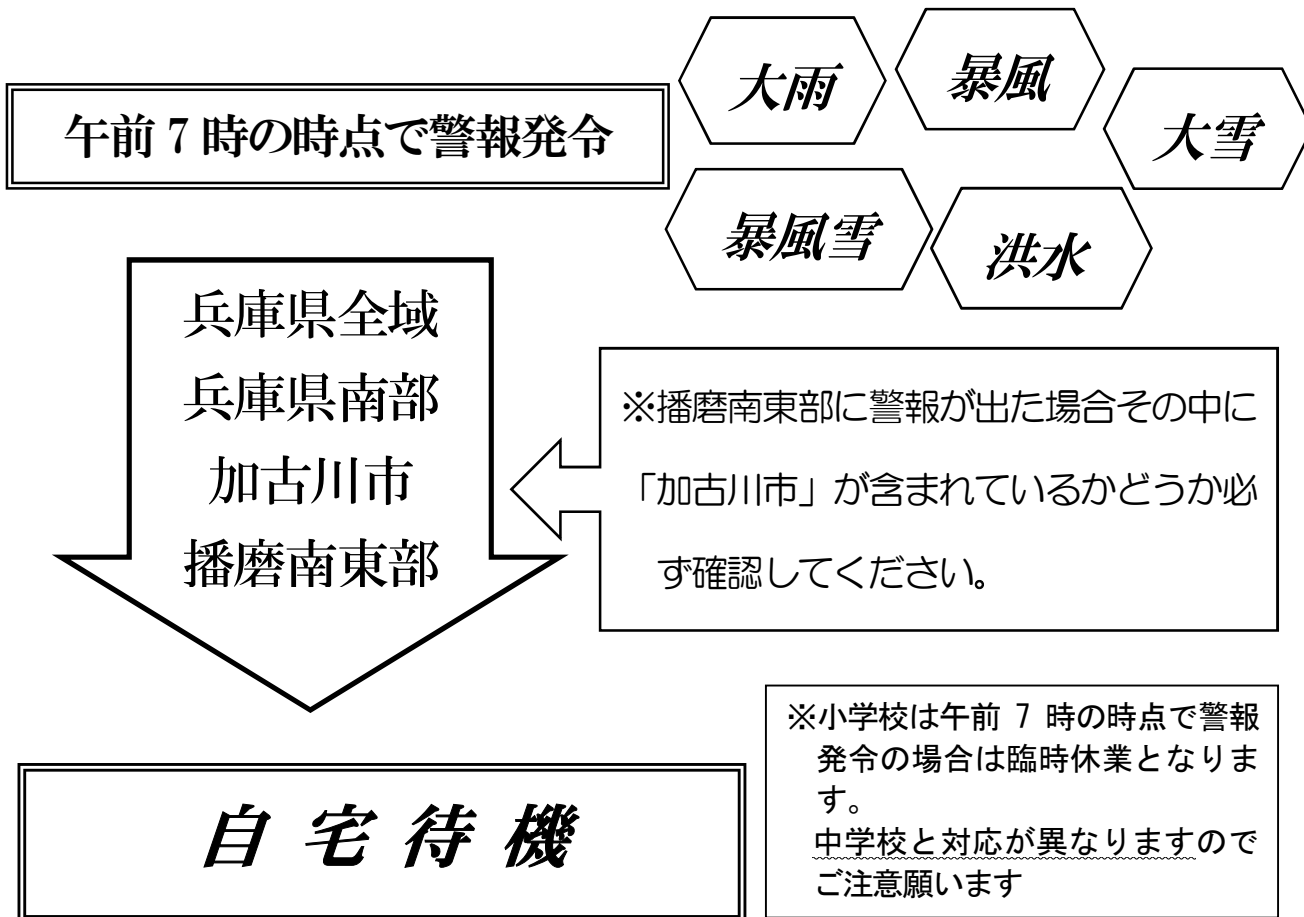 午前７時の時点で警報発令
大雨
暴風
大雪
暴風雪
洪水
兵庫県全域
兵庫県南部
加古川市
播磨南東部
※播磨南東部に警報が出た場合その中に
「加古川市」が含まれているかどうか必
ず確認してください。
自宅待機
※小学校は午前 7 時の時点で警報
発令の場合は臨時休業となりま
す。
中学校と対応が異なりますので
ご注意願います